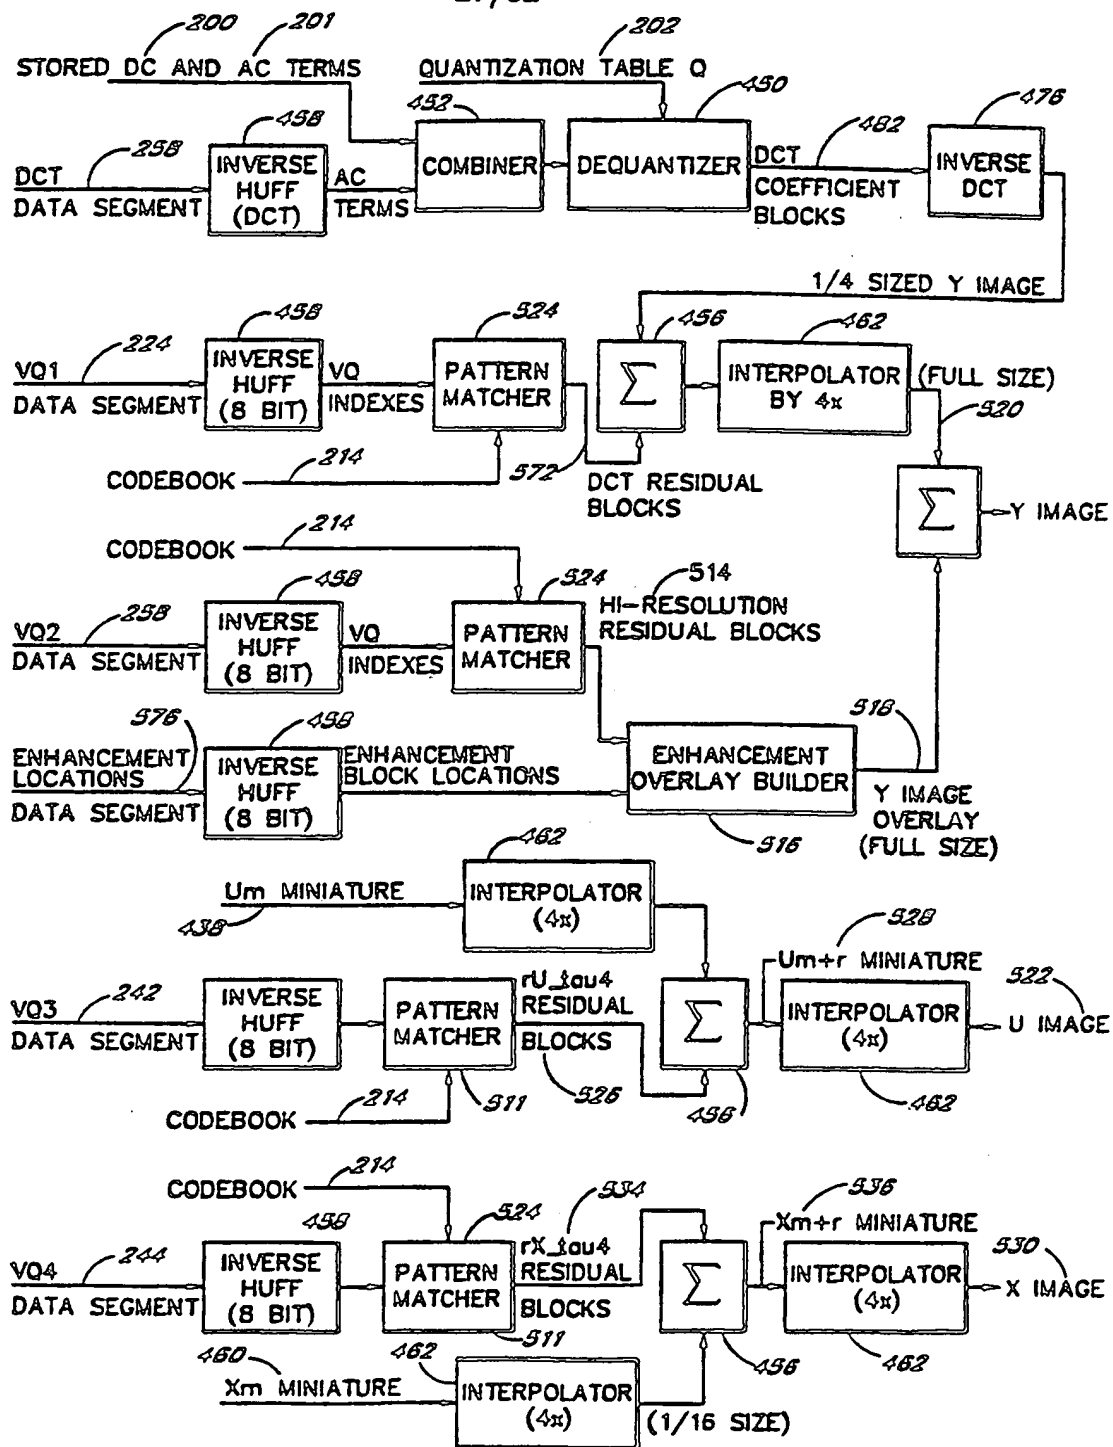 200 201 202
STORED DC AND AC TERMS QUANTIZATION TABLE Q
452 450 476
458 482
258 INVERSE HUFF (DCT) COMBINER DEQUANTIZER DCT INVERSE DCT
DCT AC COEFFICIENT
DATA SEGMENT TERMS BLOCKS
1/4 SIZED Y IMAGE
458 524 456 462
224 INVERSE HUFF (8 BIT) PATTERN MATCHER Σ INTERPOLATOR BY 4x (FULL SIZE)
VQ1 VQ 520
DATA SEGMENT INDEXES
CODEBOOK 214 572 DCT RESIDUAL
BLOCKS
Σ Y IMAGE
CODEBOOK 214
458 524 514
HI-RESOLUTION
RESIDUAL BLOCKS
VQ2 258 INVERSE HUFF (8 BIT) VQ PATTERN MATCHER
DATA SEGMENT INDEXES
576 458 518
ENHANCEMENT INVERSE HUFF (8 BIT) ENHANCEMENT ENHANCEMENT OVERLAY BUILDER
LOCATIONS BLOCK LOCATIONS
DATA SEGMENT
516
Y IMAGE
OVERLAY
(FULL SIZE)
462
Um MINIATURE INTERPOLATOR (4x)
438 528
Um+r MINIATURE 522
VQ3 242 INVERSE HUFF (8 BIT) PATTERN MATCHER rU_tau4 Σ INTERPOLATOR (4x) U IMAGE
DATA SEGMENT RESIDUAL
BLOCKS
214 511 526 456 462
CODEBOOK
214
CODEBOOK
458 524 534 536
Xm+r MINIATURE 530
VQ4 244 INVERSE HUFF (8 BIT) PATTERN MATCHER rX_tau4 Σ INTERPOLATOR (4x) X IMAGE
DATA SEGMENT RESIDUAL
BLOCKS
511 456 462
460 462
Xm MINIATURE INTERPOLATOR (4x) (1/16 SIZE)